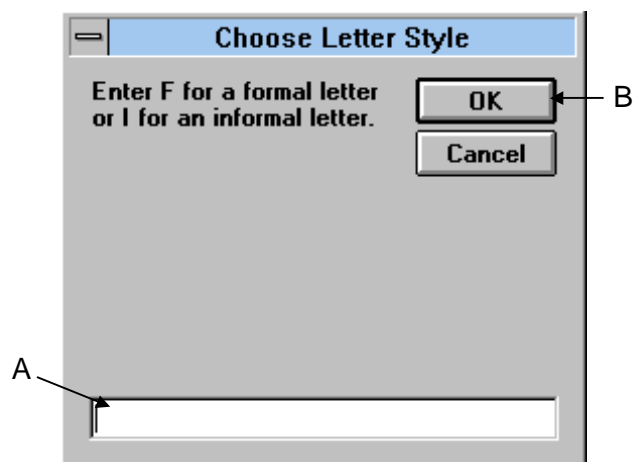 Choose Letter Style
Enter F for a formal letter
or I for an informal letter.
OK
B
Cancel
A